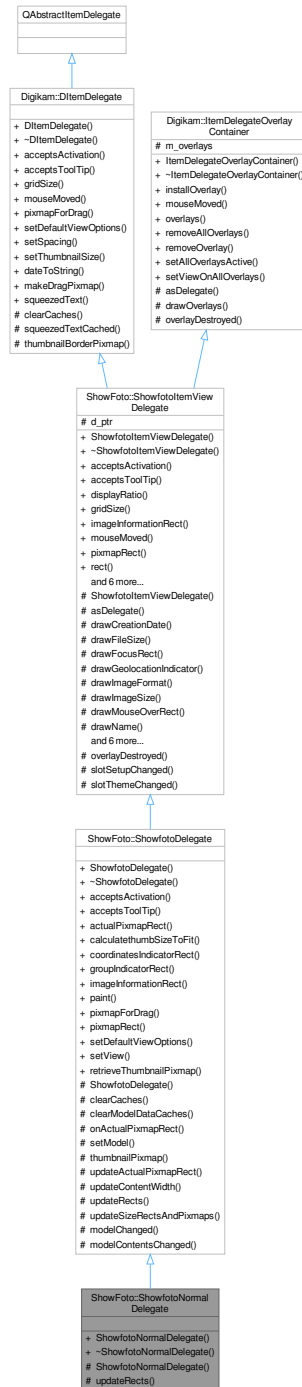 QAbstractItemDelegate
Digikam::DItemDelegate
+ DItemDelegate()
+ ~DItemDelegate()
+ acceptsActivation()
+ acceptsToolTip()
+ gridSize()
+ mouseMoved()
+ pixmapForDrag()
+ setDefaultViewOptions()
+ setSpacing()
+ setThumbnailSize()
+ dateToString()
+ makeDragPixmap()
+ squeezedText()
# clearCaches()
# squeezedTextCached()
# thumbnailBorderPixmap()
Digikam::ItemDelegateOverlay
Container
# m_overlays
+ ItemDelegateOverlayContainer()
+ ~ItemDelegateOverlayContainer()
+ installOverlay()
+ mouseMoved()
+ overlays()
+ removeAllOverlays()
+ removeOverlay()
+ setAllOverlaysActive()
+ setViewOnAllOverlays()
# asDelegate()
# drawOverlays()
# overlayDestroyed()
ShowFoto::ShowfotoItemView
Delegate
# d_ptr
+ ShowfotoItemViewDelegate()
+ ~ShowfotoItemViewDelegate()
+ acceptsActivation()
+ acceptsToolTip()
+ displayRatio()
+ gridSize()
+ imageInformationRect()
+ mouseMoved()
+ pixmapRect()
+ rect()
and 6 more...
# ShowfotoItemViewDelegate()
# asDelegate()
# drawCreationDate()
# drawFileSize()
# drawFocusRect()
# drawGeolocationIndicator()
# drawImageFormat()
# drawImageSize()
# drawMouseOverRect()
# drawName()
and 6 more...
# overlayDestroyed()
# slotSetupChanged()
# slotThemeChanged()
ShowFoto::ShowfotoDelegate
+ ShowfotoDelegate()
+ ~ShowfotoDelegate()
+ acceptsActivation()
+ acceptsToolTip()
+ actualPixmapRect()
+ calculatethumbSizeToFit()
+ coordinatesIndicatorRect()
+ groupIndicatorRect()
+ imageInformationRect()
+ paint()
+ pixmapForDrag()
+ pixmapRect()
+ setDefaultViewOptions()
+ setView()
+ retrieveThumbnailPixmap()
# ShowfotoDelegate()
# clearCaches()
# clearModelDataCaches()
# onActualPixmapRect()
# setModel()
# thumbnailPixmap()
# updateActualPixmapRect()
# updateContentWidth()
# updateRects()
# updateSizeRectsAndPixmaps()
# modelChanged()
# modelContentsChanged()
ShowFoto::ShowfotoNormal
Delegate
+ ShowfotoNormalDelegate()
+ ~ShowfotoNormalDelegate()
# ShowfotoNormalDelegate()
# updateRects()